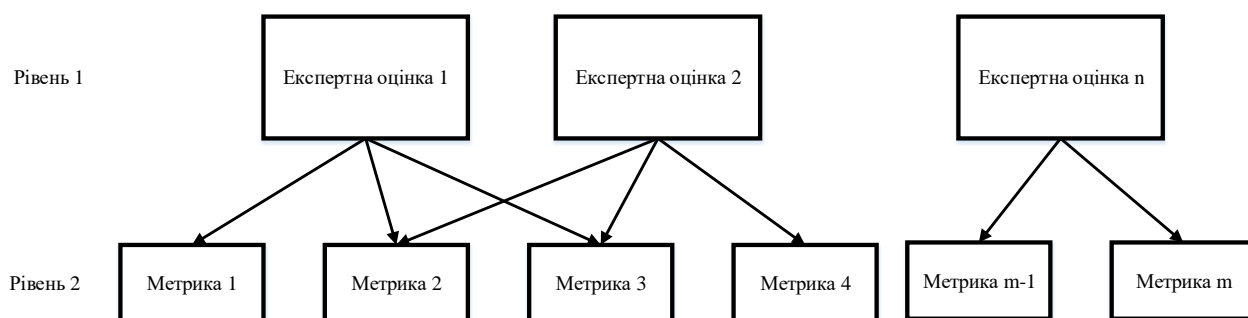 Рівень 1
Експертна оцінка 1
Експертна оцінка 2
Експертна оцінка n
Рівень 2
Метрика 1
Метрика 2
Метрика 3
Метрика 4
Метрика m-1
Метрика m